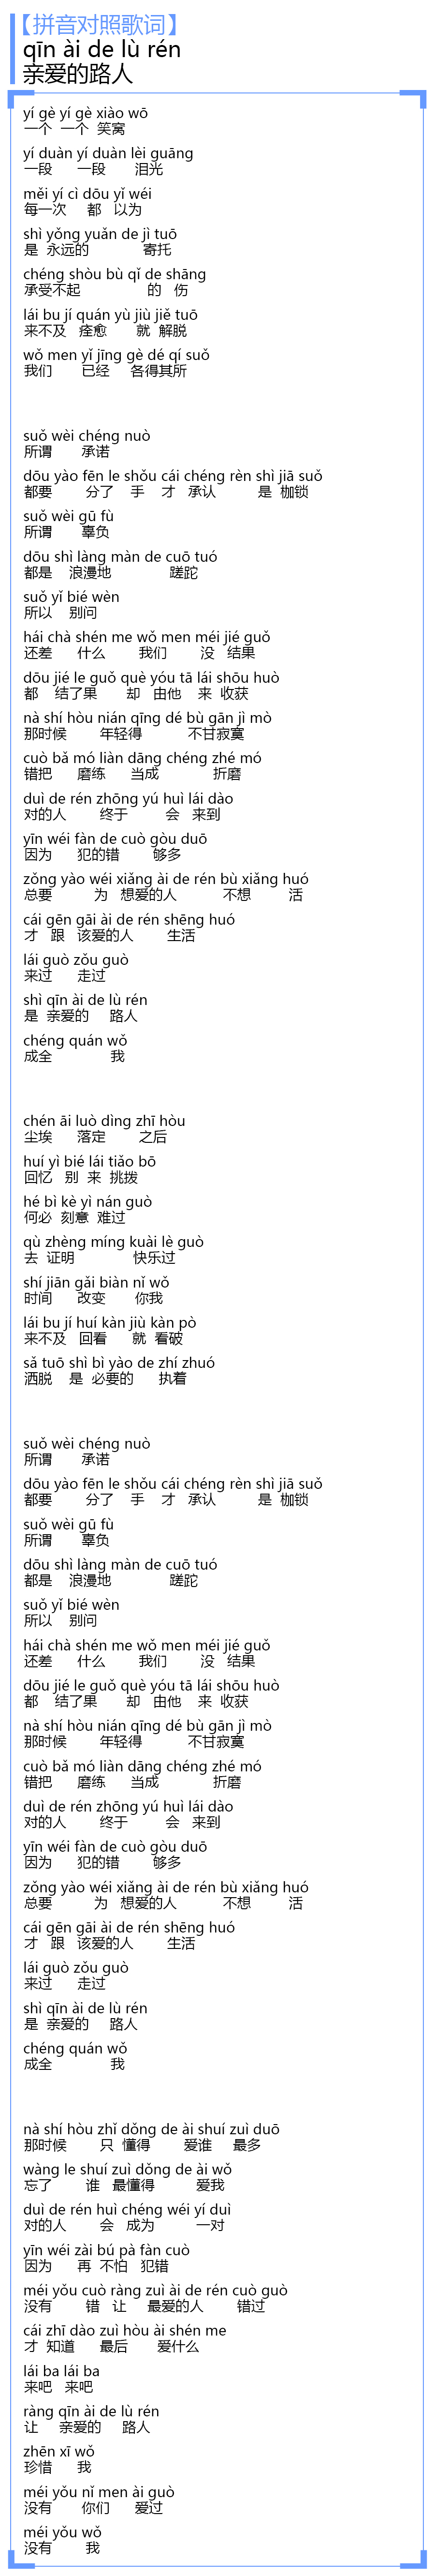 【拼音对照歌词】
qīn ài de lù rén
亲爱的路人
yí gè yí gè xiào wō
一个 一个 笑窝
yí duàn yí duàn lèi guāng
一段 一段 泪光
měi yí cì dōu yǐ wéi
每一次 都 以为
shì yǒng yuǎn de jì tuō
是 永远的 寄托
chéng shòu bù qǐ de shāng
承受不起 的 伤
lái bu jí quán yù jiù jiě tuō
来不及 痊愈 就 解脱
wǒ men yǐ jīng gè dé qí suǒ
我们 已经 各得其所
suǒ wèi chéng nuò
所谓 承诺
dōu yào fēn le shǒu cái chéng rèn shì jiā suǒ
都要 分了 手 才 承认 是 枷锁
suǒ wèi gū fù
所谓 辜负
dōu shì làng màn de cuō tuó
都是 浪漫地 蹉跎
suǒ yǐ bié wèn
所以 别问
hái chà shén me wǒ men méi jié guǒ
还差 什么 我们 没 结果
dōu jié le guǒ què yóu tā lái shōu huò
都 结了果 却 由他 来 收获
nà shí hòu nián qīng dé bù gān jì mò
那时候 年轻得 不甘寂寞
cuò bǎ mó liàn dāng chéng zhé mó
错把 磨练 当成 折磨
duì de rén zhōng yú huì lái dào
对的人 终于 会 来到
yīn wéi fàn de cuò gòu duō
因为 犯的错 够多
zǒng yào wéi xiǎng ài de rén bù xiǎng huó
总要 为 想爱的人 不想 活
cái gēn gāi ài de rén shēng huó
才 跟 该爱的人 生活
lái guò zǒu guò
来过 走过
shì qīn ài de lù rén
是 亲爱的 路人
chéng quán wǒ
成全 我
chén āi luò dìng zhī hòu
尘埃 落定 之后
huí yì bié lái tiǎo bō
回忆 别 来 挑拨
hé bì kè yì nán guò
何必 刻意 难过
qù zhèng míng kuài lè guò
去 证明 快乐过
shí jiān gǎi biàn nǐ wǒ
时间 改变 你我
lái bu jí huí kàn jiù kàn pò
来不及 回看 就 看破
sǎ tuō shì bì yào de zhí zhuó
洒脱 是 必要的 执着
suǒ wèi chéng nuò
所谓 承诺
dōu yào fēn le shǒu cái chéng rèn shì jiā suǒ
都要 分了 手 才 承认 是 枷锁
suǒ wèi gū fù
所谓 辜负
dōu shì làng màn de cuō tuó
都是 浪漫地 蹉跎
suǒ yǐ bié wèn
所以 别问
hái chà shén me wǒ men méi jié guǒ
还差 什么 我们 没 结果
dōu jié le guǒ què yóu tā lái shōu huò
都 结了果 却 由他 来 收获
nà shí hòu nián qīng dé bù gān jì mò
那时候 年轻得 不甘寂寞
cuò bǎ mó liàn dāng chéng zhé mó
错把 磨练 当成 折磨
duì de rén zhōng yú huì lái dào
对的人 终于 会 来到
yīn wéi fàn de cuò gòu duō
因为 犯的错 够多
zǒng yào wéi xiǎng ài de rén bù xiǎng huó
总要 为 想爱的人 不想 活
cái gēn gāi ài de rén shēng huó
才 跟 该爱的人 生活
lái guò zǒu guò
来过 走过
shì qīn ài de lù rén
是 亲爱的 路人
chéng quán wǒ
成全 我
nà shí hòu zhǐ dǒng de ài shuí zuì duō
那时候 只 懂得 爱谁 最多
wàng le shuí zuì dǒng de ài wǒ
忘了 谁 最懂得 爱我
duì de rén huì chéng wéi yí duì
对的人 会 成为 一对
yīn wéi zài bú pà fàn cuò
因为 再 不怕 犯错
méi yǒu cuò ràng zuì ài de rén cuò guò
没有 错 让 最爱的人 错过
cái zhī dào zuì hòu ài shén me
才 知道 最后 爱什么
lái ba lái ba
来吧 来吧
ràng qīn ài de lù rén
让 亲爱的 路人
zhēn xī wǒ
珍惜 我
méi yǒu nǐ men ài guò
没有 你们 爱过
méi yǒu wǒ
没有 我